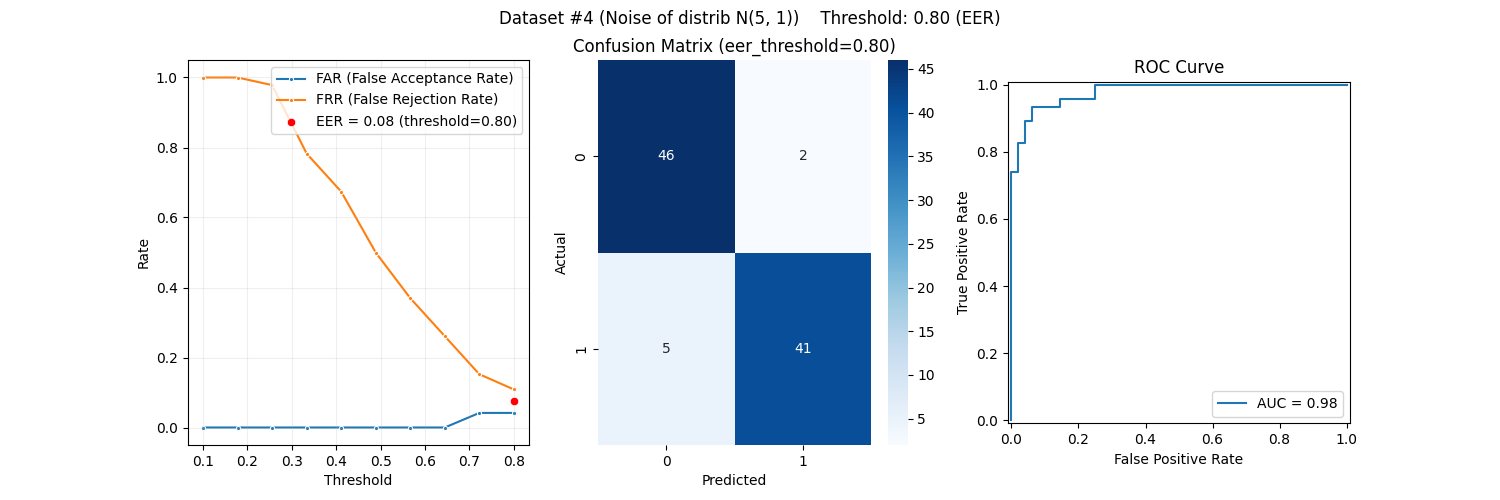 Dataset #4 (Noise of distrib N(5, 1))    Threshold: 0.80 (EER)
FAR (False Acceptance Rate)
FRR (False Rejection Rate)
EER = 0.08 (threshold=0.80)
1.0
0.8
0.6
0.4
0.2
0.0
Rate
0.1 0.2 0.3 0.4 0.5 0.6 0.7 0.8
Threshold
Confusion Matrix (eer_threshold=0.80)
46 2
5 41
0
1
Actual
0 1
Predicted
45
40
35
30
25
20
15
10
5
ROC Curve
1.0
0.8
0.6
0.4
0.2
0.0
True Positive Rate
AUC = 0.98
0.0 0.2 0.4 0.6 0.8 1.0
False Positive Rate